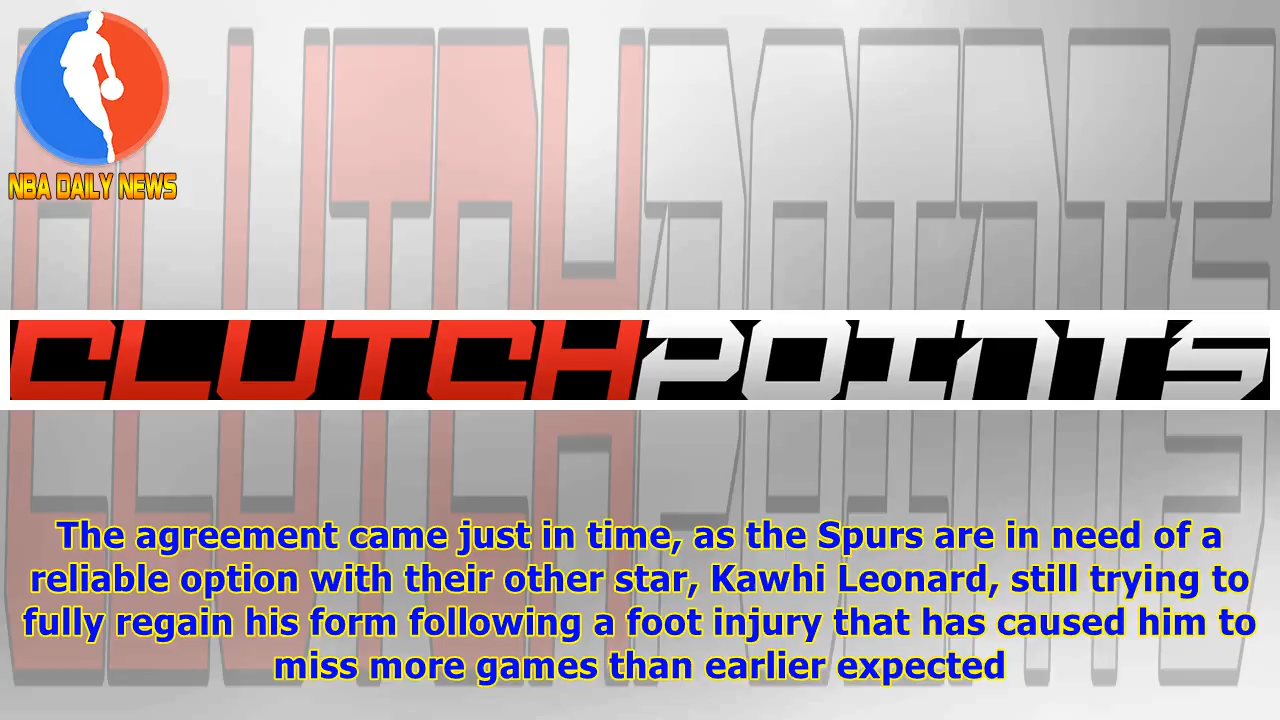 NBA DAILY NEWS
CLUTCHPOINTS
The agreement came just in time, as the Spurs are in need of a
reliable option with their other star, Kawhi Leonard, still trying to
fully regain his form following a foot injury that has caused him to
miss more games than earlier expected